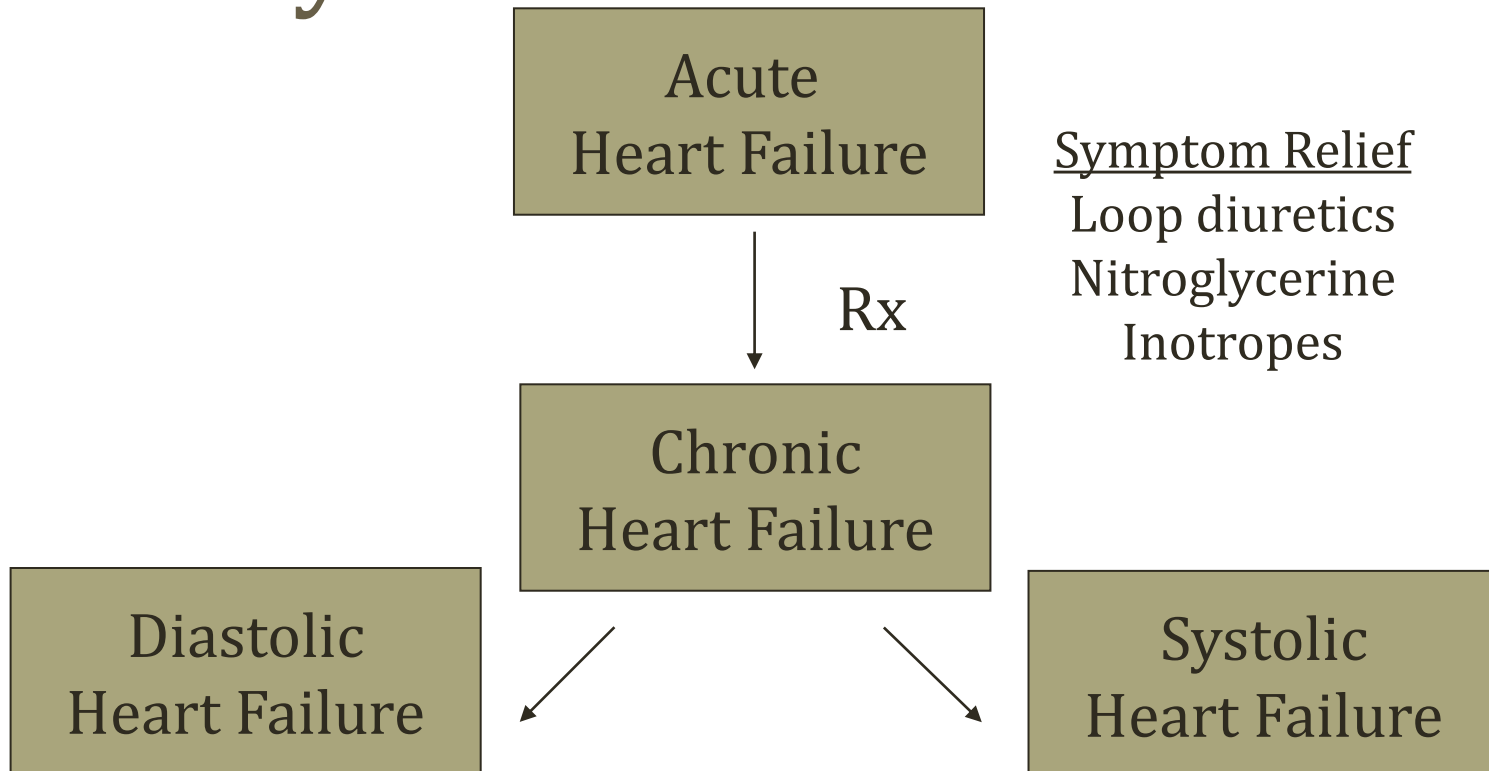 Acute
Heart Failure
Symptom Relief
Loop diuretics
Nitroglycerine
Inotropes
Rx
Chronic
Heart Failure
Diastolic
Heart Failure
Systolic
Heart Failure